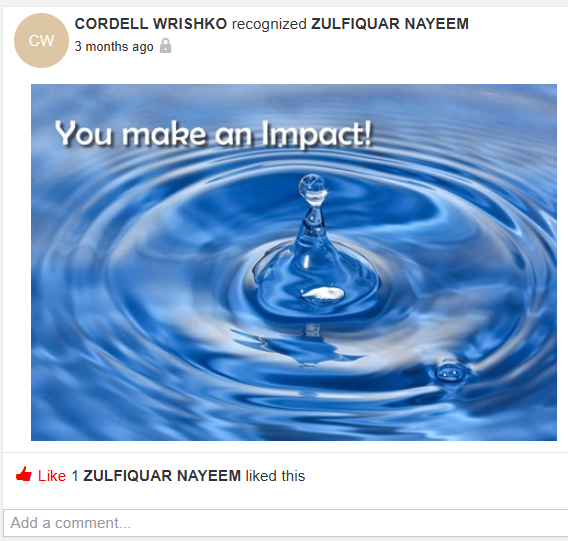 CW
CORDELL WRISHKO recognized ZULFIQUAR NAYEEM
3 months ago
You make an Impact!
Like 1 ZULFIQUAR NAYEEM liked this
Add a comment...